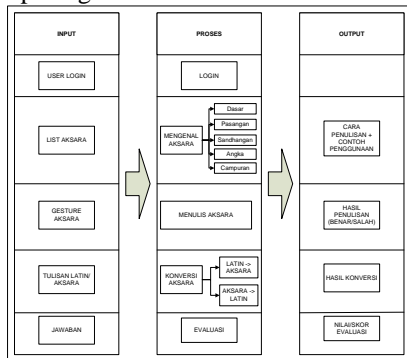 INPUT
USER LOGIN
LIST AKSARA
GESTURE
AKSARA
TULISAN LATIN/
AKSARA
JAWABAN
PROSES
LOGIN
MENGENAL
AKSARA
Dasar
Pasangan
Sandhangan
Angka
Campuran
MENULIS AKSARA
KONVERSI
AKSARA
LATIN ->
AKSARA
AKSARA ->
LATIN
EVALUASI
OUTPUT
CARA
PENULISAN +
CONTOH
PENGGUNAAN
HASIL
PENULISAN
(BENAR/SALAH)
HASIL KONVERSI
NILAI/SKOR
EVALUASI